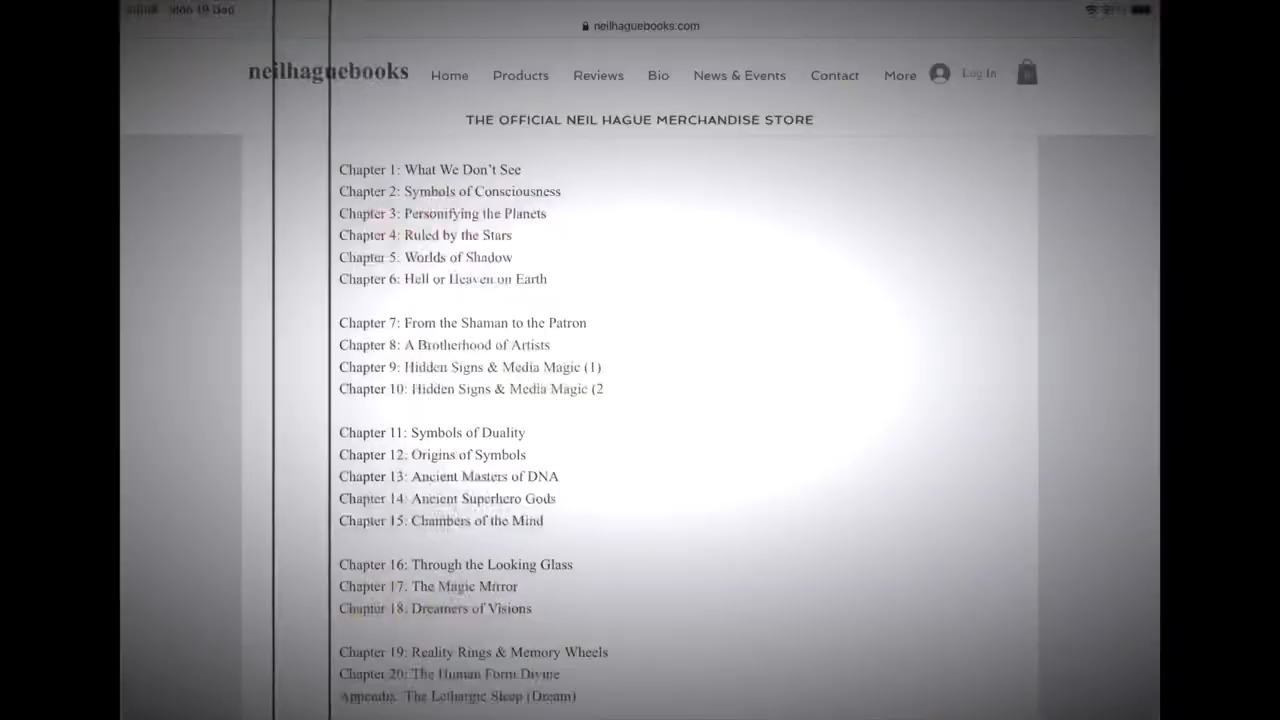 Mon 19 Dec
neilhaguebooks.com
neilhaguebooks Home Products Reviews Bio News & Events Contact More Log In
THE OFFICIAL NEIL HAGUE MERCHANDISE STORE
Chapter 1: What We Don't See
Chapter 2: Symbols of Consciousness
Chapter 3: Personifying the Planets
Chapter 4: Ruled by the Stars
Chapter 5. Worlds of Shadow
Chapter 6: Hell or Heaven on Earth
Chapter 7: From the Shaman to the Patron
Chapter 8: A Brotherhood of Artists
Chapter 9: Hidden Signs & Media Magic (1)
Chapter 10: Hidden Signs & Media Magic (2
Chapter 11: Symbols of Duality
Chapter 12: Origins of Symbols
Chapter 13: Ancient Masters of DNA
Chapter 14: Ancient Superhero Gods
Chapter 15: Chambers of the Mind
Chapter 16: Through the Looking Glass
Chapter 17. The Magic Mirror
Chapter 18. Dreamers of Visions
Chapter 19: Reality Rings & Memory Wheels
Chapter 20: The Human Form Divine
Appendix The Lethargic Sleep (Dream)